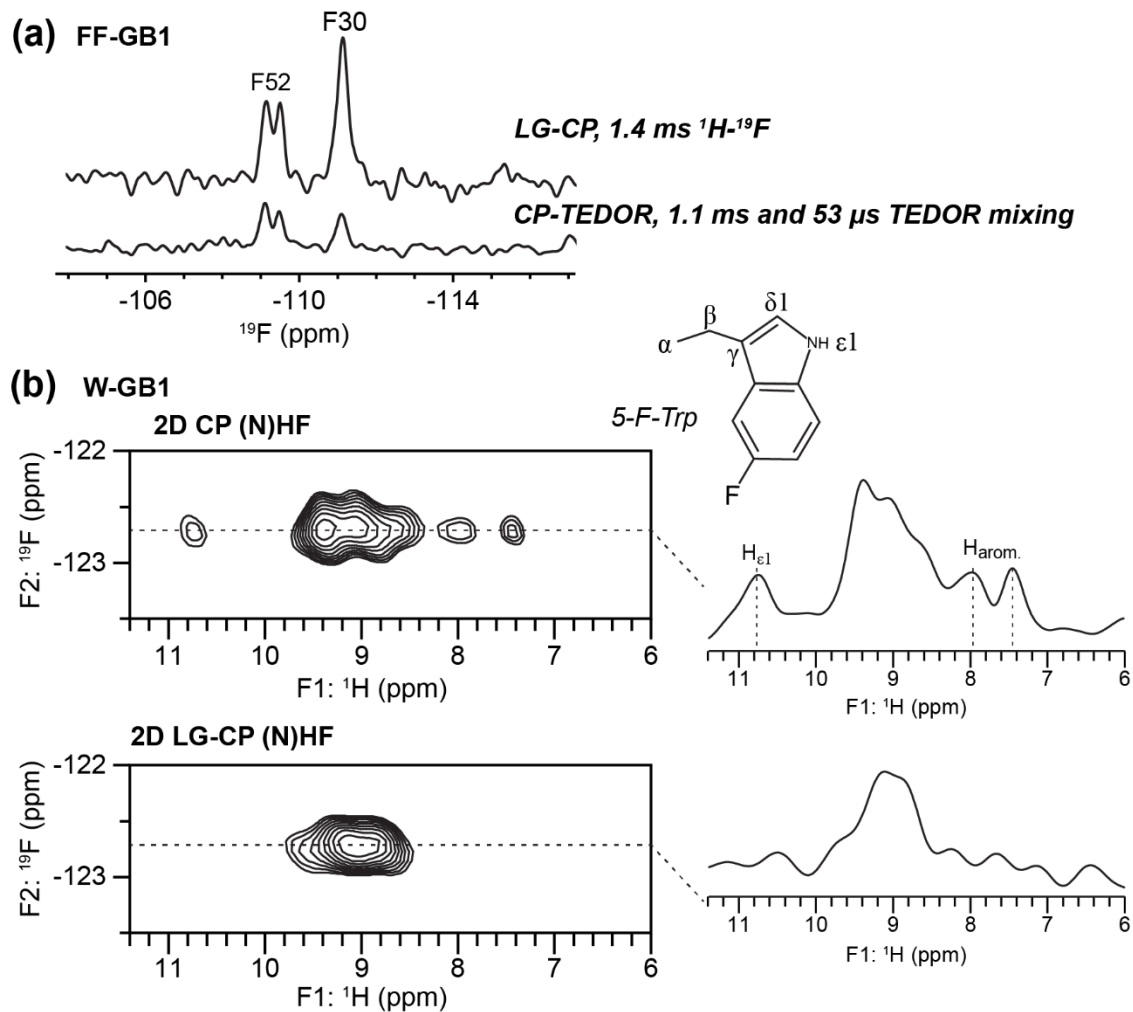 (a) FF-GB1
F30
F52
LG-CP, 1.4 ms ¹H-¹⁹F
CP-TEDOR, 1.1 ms and 53 µs TEDOR mixing
-106 -110 -114
¹⁹F (ppm)
α β γ δ1 NH ε1
5-F-Trp
F
(b) W-GB1
2D CP (N)HF
-122
-123
F2: ¹⁹F (ppm)
11 10 9 8 7 6
F1: ¹H (ppm)
Hε1
Harom.
11 10 9 8 7 6
F1: ¹H (ppm)
2D LG-CP (N)HF
-122
-123
F2: ¹⁹F (ppm)
11 10 9 8 7 6
F1: ¹H (ppm)
11 10 9 8 7 6
F1: ¹H (ppm)